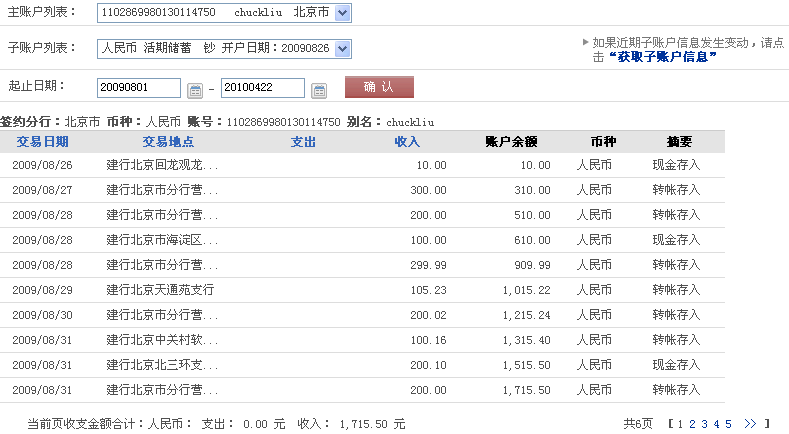 主账户列表： 1102869980130114750 chuckliu 北京市
子账户列表： 人民币 活期储蓄 钞 开户日期：20090826
如果近期子账户信息发生变动，请点
击“获取子账户信息”
起止日期： 20090801 – 20100422 确 认
签约分行：北京市 币种：人民币 账号：1102869980130114750 别名：chuckliu
交易日期 交易地点 支出 收入 账户余额 币种 摘要
2009/08/26 建行北京回龙观龙... 10.00 10.00 人民币 现金存入
2009/08/27 建行北京市分行营... 300.00 310.00 人民币 转帐存入
2009/08/28 建行北京市分行营... 200.00 510.00 人民币 转帐存入
2009/08/28 建行北京市海淀区... 100.00 610.00 人民币 现金存入
2009/08/28 建行北京市分行营... 299.99 909.99 人民币 转帐存入
2009/08/29 建行北京天通苑支行 105.23 1,015.22 人民币 转帐存入
2009/08/30 建行北京市分行营... 200.02 1,215.24 人民币 转帐存入
2009/08/31 建行北京中关村软... 100.16 1,315.40 人民币 转帐存入
2009/08/31 建行北京北三环支... 200.10 1,515.50 人民币 现金存入
2009/08/31 建行北京市分行营... 200.00 1,715.50 人民币 转帐存入
当前页收支金额合计：人民币： 支出： 0.00 元 收入： 1,715.50 元 共6页 [ 1 2 3 4 5 >> ]